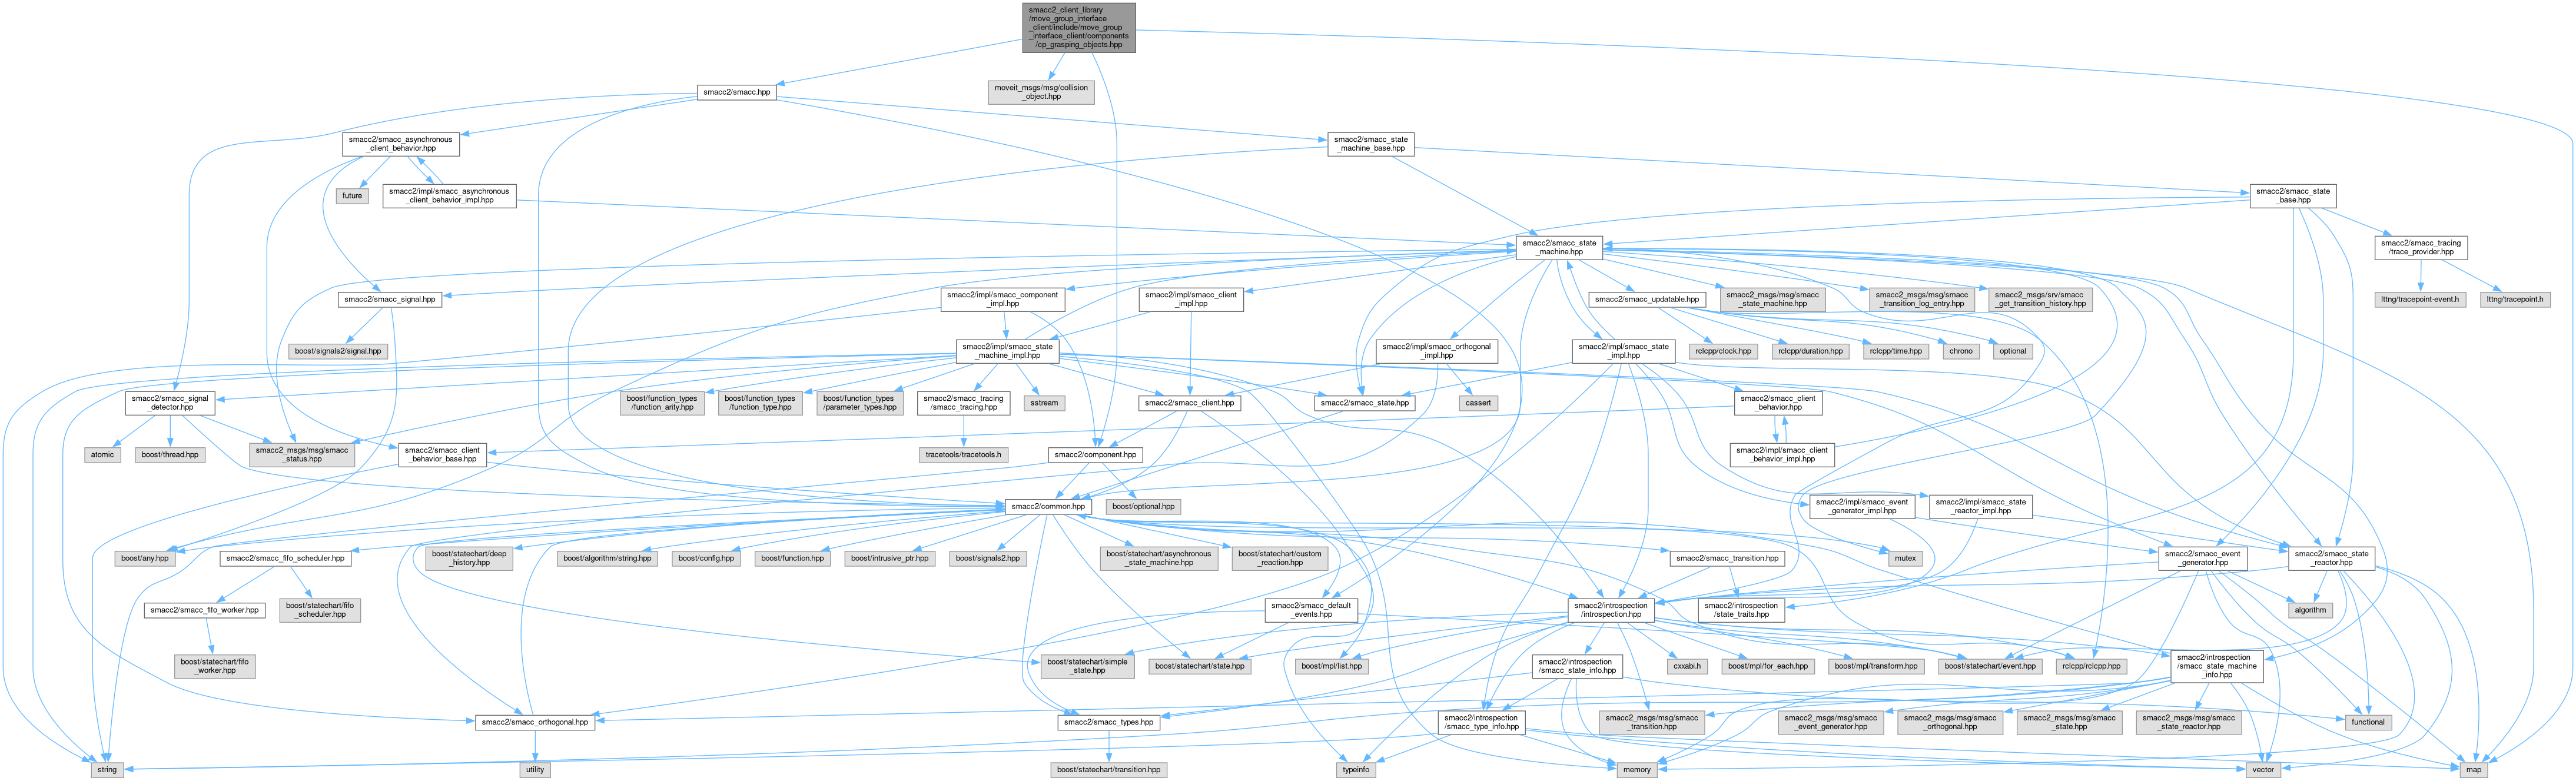 smacc2_client_library
/move_group_interface
_client/include/move_group
_interface_client/components
/cp_grasping_objects.hpp
smacc2/smacc.hpp
moveit_msgs/msg/collision
_object.hpp
smacc2/smacc_asynchronous
_client_behavior.hpp
smacc2/smacc_state
_machine_base.hpp
future
smacc2/impl/smacc_asynchronous
_client_behavior_impl.hpp
smacc2/smacc_state
_base.hpp
smacc2/smacc_state
_machine.hpp
smacc2/smacc_tracing
/trace_provider.hpp
smacc2/smacc_signal.hpp
smacc2/impl/smacc_component
_impl.hpp
smacc2/impl/smacc_client
_impl.hpp
smacc2/smacc_updatable.hpp
smacc2_msgs/msg/smacc
_state_machine.hpp
smacc2_msgs/msg/smacc
_transition_log_entry.hpp
smacc2_msgs/srv/smacc
_get_transition_history.hpp
lttng/tracepoint-event.h
lttng/tracepoint.h
boost/signals2/signal.hpp
smacc2/impl/smacc_state
_machine_impl.hpp
smacc2/impl/smacc_orthogonal
_impl.hpp
smacc2/impl/smacc_state
_impl.hpp
rclcpp/clock.hpp
rclcpp/duration.hpp
rclcpp/time.hpp
chrono
optional
smacc2/smacc_signal
_detector.hpp
boost/function_types
/function_arity.hpp
boost/function_types
/function_type.hpp
boost/function_types
/parameter_types.hpp
smacc2/smacc_tracing
/smacc_tracing.hpp
sstream
smacc2/smacc_client.hpp
smacc2/smacc_state.hpp
cassert
smacc2/smacc_client
_behavior.hpp
atomic
boost/thread.hpp
smacc2_msgs/msg/smacc
_status.hpp
smacc2/smacc_client
_behavior_base.hpp
tracetools/tracetools.h
smacc2/component.hpp
smacc2/impl/smacc_client
_behavior_impl.hpp
smacc2/common.hpp
boost/optional.hpp
smacc2/impl/smacc_event
_generator_impl.hpp
smacc2/impl/smacc_state
_reactor_impl.hpp
boost/any.hpp
smacc2/smacc_fifo_scheduler.hpp
boost/statechart/deep
_history.hpp
boost/algorithm/string.hpp
boost/config.hpp
boost/function.hpp
boost/intrusive_ptr.hpp
boost/signals2.hpp
boost/statechart/asynchronous
_state_machine.hpp
boost/statechart/custom
_reaction.hpp
smacc2/smacc_transition.hpp
mutex
smacc2/smacc_event
_generator.hpp
smacc2/smacc_state
_reactor.hpp
smacc2/smacc_fifo_worker.hpp
boost/statechart/fifo
_scheduler.hpp
smacc2/smacc_default
_events.hpp
smacc2/introspection
/introspection.hpp
smacc2/introspection
/state_traits.hpp
algorithm
boost/statechart/fifo
_worker.hpp
boost/statechart/simple
_state.hpp
boost/statechart/state.hpp
boost/mpl/list.hpp
smacc2/introspection
/smacc_state_info.hpp
cxxabi.h
boost/mpl/for_each.hpp
boost/mpl/transform.hpp
boost/statechart/event.hpp
rclcpp/rclcpp.hpp
smacc2/introspection
/smacc_state_machine
_info.hpp
smacc2/smacc_orthogonal.hpp
smacc2/smacc_types.hpp
smacc2/introspection
/smacc_type_info.hpp
smacc2_msgs/msg/smacc
_transition.hpp
smacc2_msgs/msg/smacc
_event_generator.hpp
smacc2_msgs/msg/smacc
_orthogonal.hpp
smacc2_msgs/msg/smacc
_state.hpp
smacc2_msgs/msg/smacc
_state_reactor.hpp
functional
string
utility
boost/statechart/transition.hpp
typeinfo
memory
vector
map